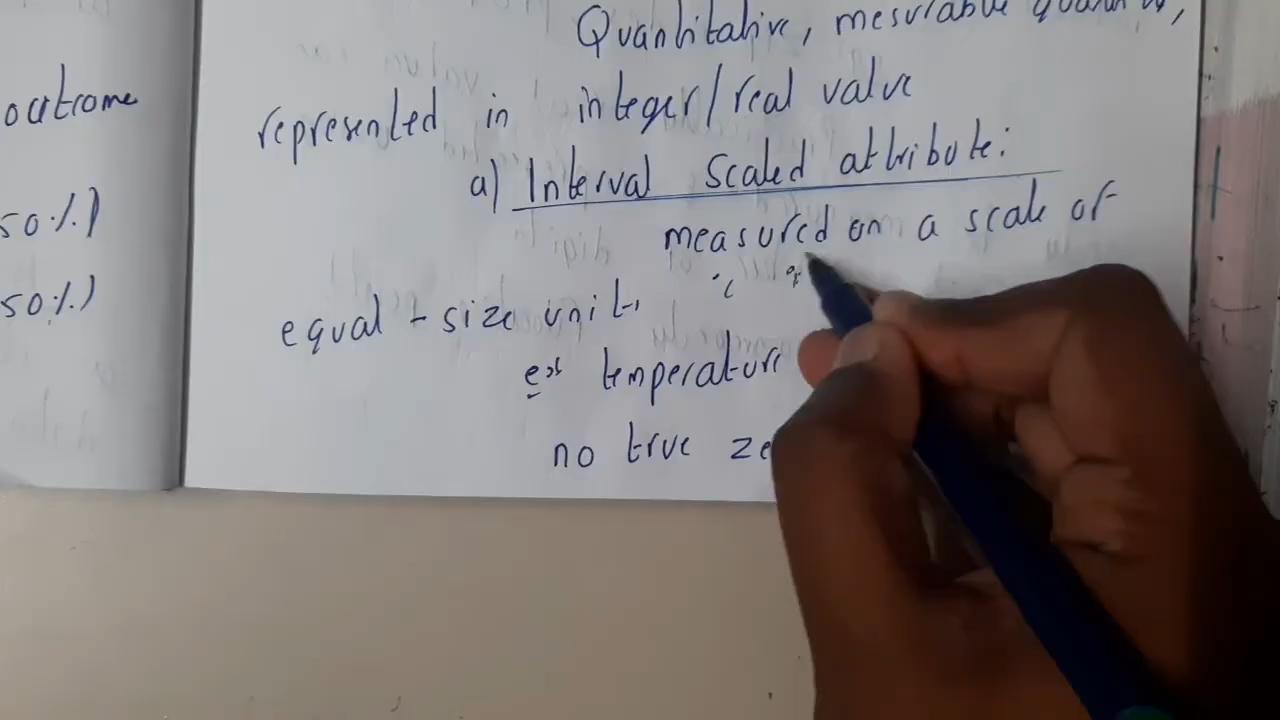 outcome
50%)
50%)
Quantitative, mesurable
represented in integer/real value
a) Interval Scaled attribute:
measured on a scale of
°C °F
equal - size unit.
ex: temperature
no true ze